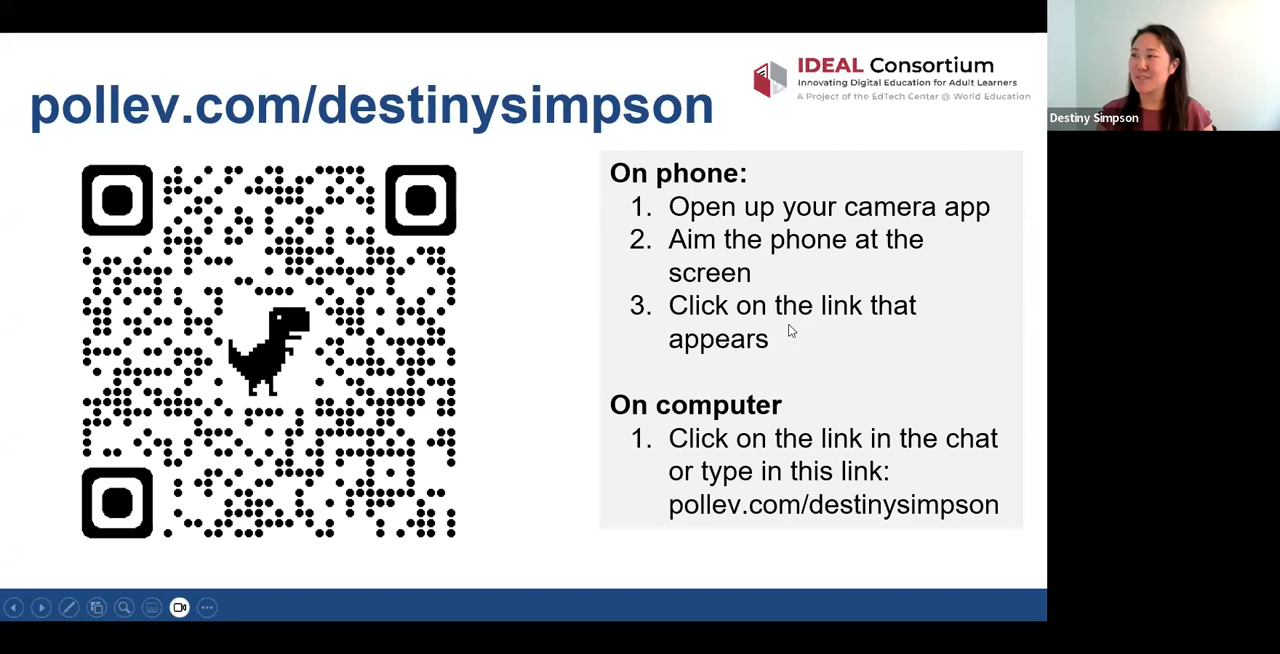 pollev.com/destinysimpson
IDEAL Consortium
Innovating Digital Education for Adult Learners
A Project of the EdTech Center @ World Education
Destiny Simpson
On phone:
1. Open up your camera app
2. Aim the phone at the
screen
3. Click on the link that
appears
On computer
1. Click on the link in the chat
or type in this link:
pollev.com/destinysimpson